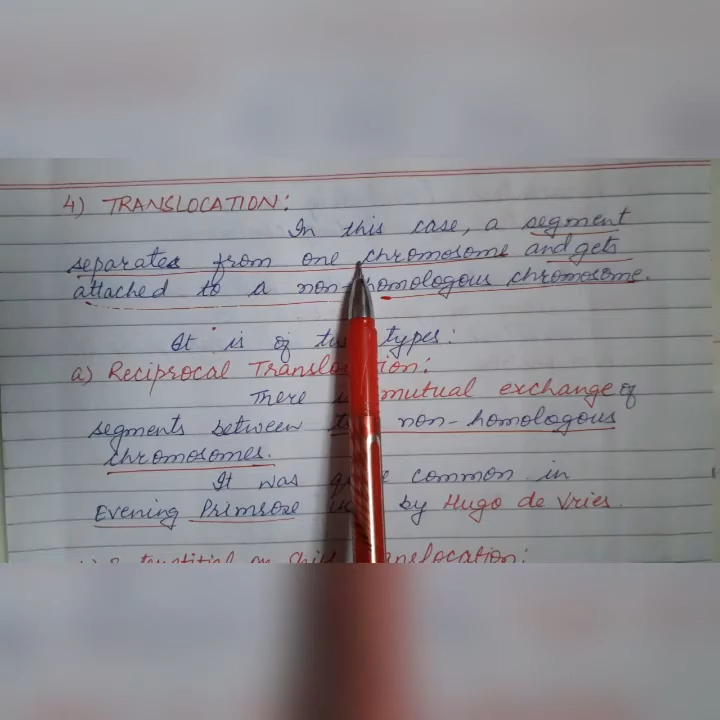 4) TRANSLOCATION:
In this case, a segment
separates from one chromosome and gets
attached to a non-homologous chromosome.
It is of types:
a) Reciprocal
There mutual exchange of
segments between non-homologous
chromosomes.
It was common in
Evening Primrose by Hugo de Vries.